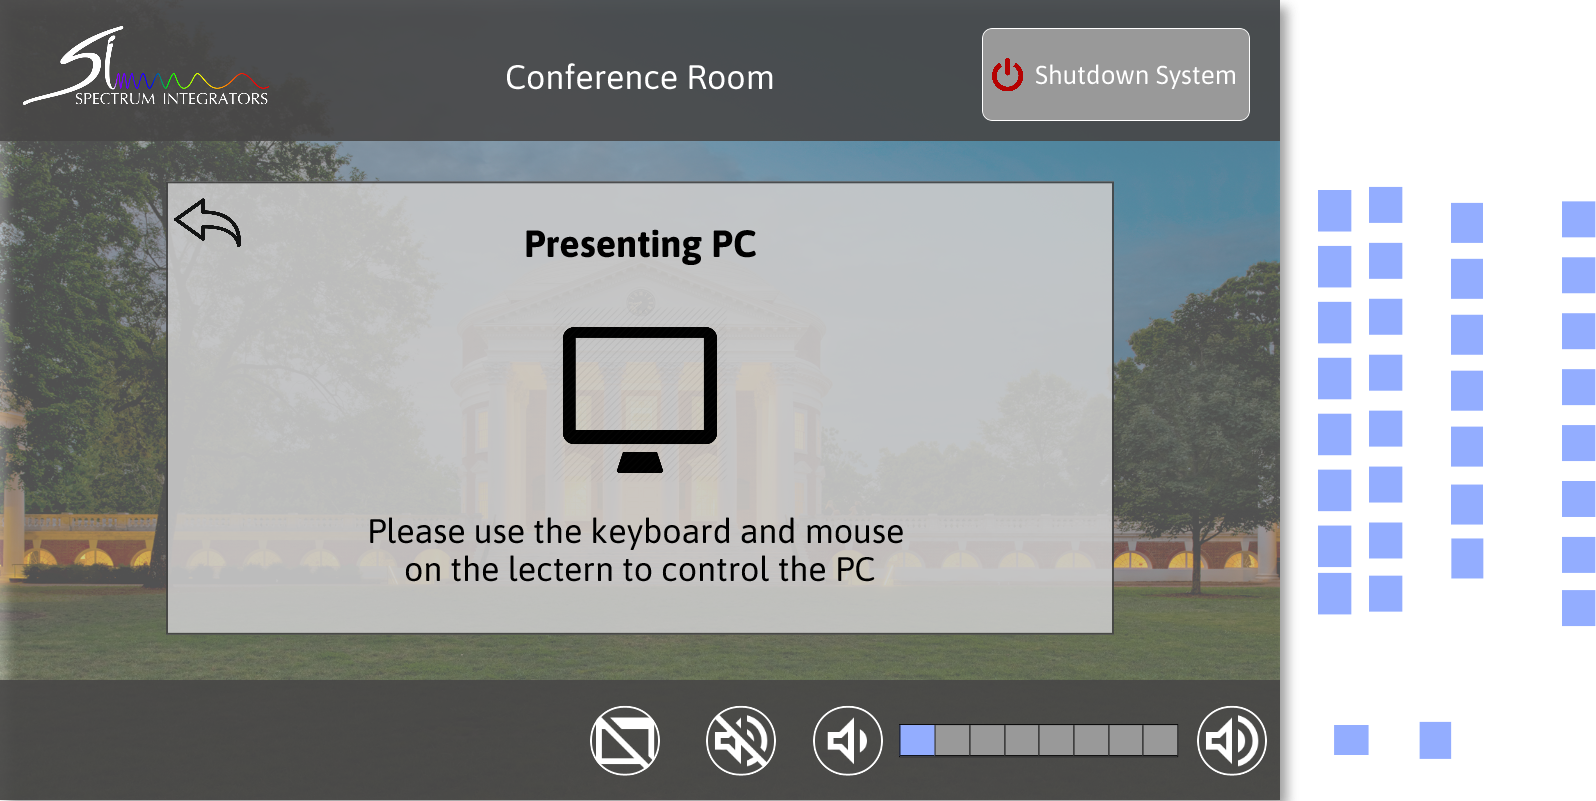 Si
SPECTRUM INTEGRATORS
Conference Room
Shutdown System
Presenting PC
Please use the keyboard and mouse
on the lectern to control the PC